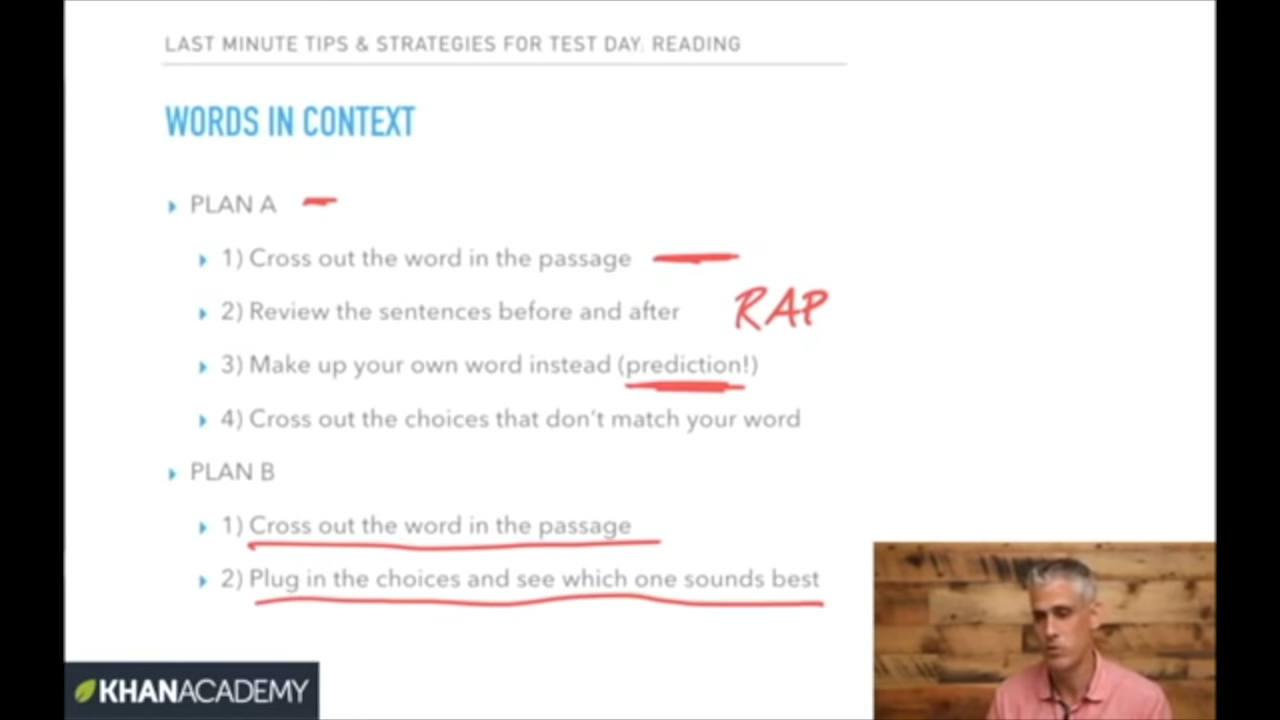 LAST MINUTE TIPS & STRATEGIES FOR TEST DAY: READING
WORDS IN CONTEXT
PLAN A
1) Cross out the word in the passage
2) Review the sentences before and after
RAP
3) Make up your own word instead (prediction!)
4) Cross out the choices that don't match your word
PLAN B
1) Cross out the word in the passage
2) Plug in the choices and see which one sounds best
KHANACADEMY